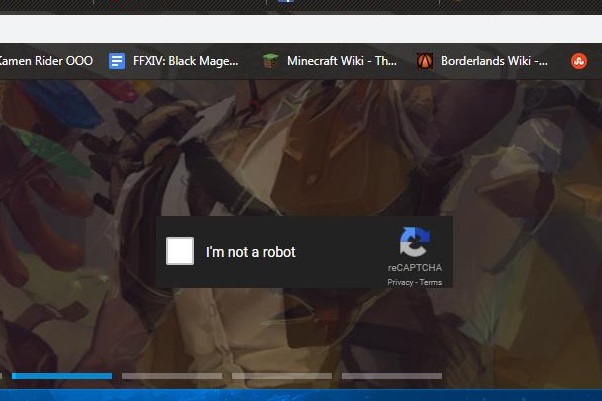 Kamen Rider OOO FFXIV: Black Mage... Minecraft Wiki - Th... Borderlands Wiki -...
I'm not a robot
reCAPTCHA
Privacy - Terms